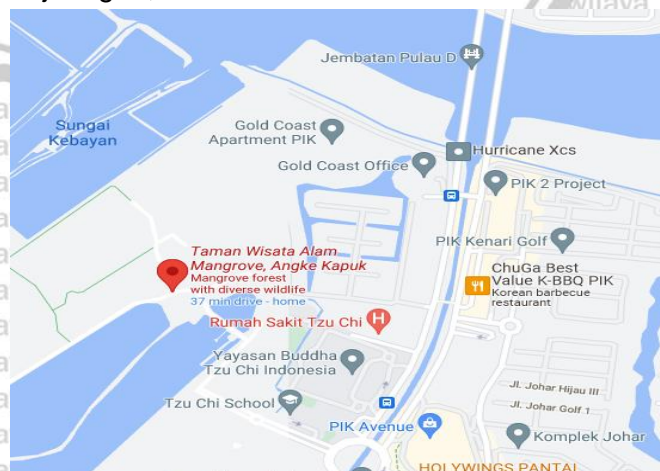 wijaya
Jembatan Pulau D
Sungai
Kebayan
Gold Coast
Apartment PIK
Hurricane Xcs
Gold Coast Office
PIK 2 Project
PIK Kenari Golf
Taman Wisata Alam
Mangrove, Angke Kapuk
Mangrove forest
with diverse wildlife
37 min drive - home
ChuGa Best
Value K-BBQ PIK
Korean barbecue
restaurant
Rumah Sakit Tzu Chi
H
Yayasan Buddha
Tzu Chi Indonesia
Jl. Johar Hijau III
Tzu Chi School
Jl. Johar Golf 1
PIK Avenue
Komplek Johar
HOLYWINGS PANTAI